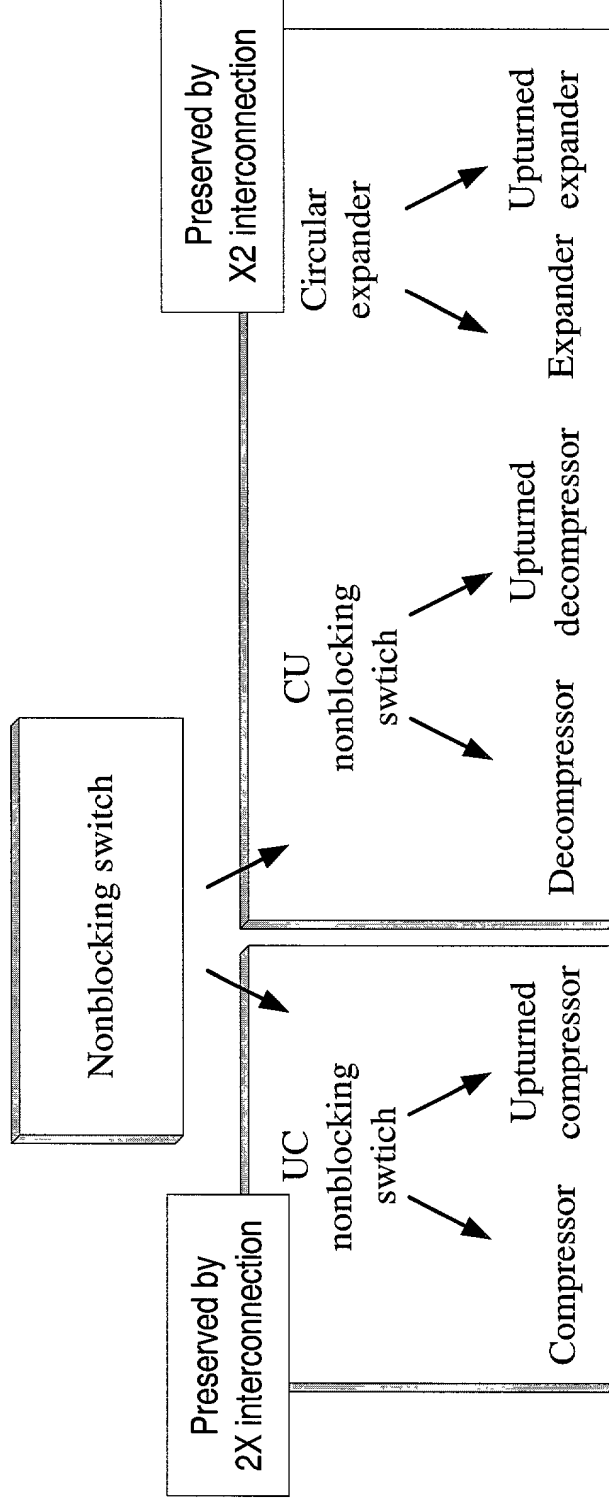 Nonblocking switch
Preserved by
2X interconnection
UC
nonblocking
swtich
Compressor
Upturned
compressor
Preserved by
X2 interconnection
CU
nonblocking
swtich
Decompressor
Upturned
decompressor
Circular
expander
Expander
Upturned
expander